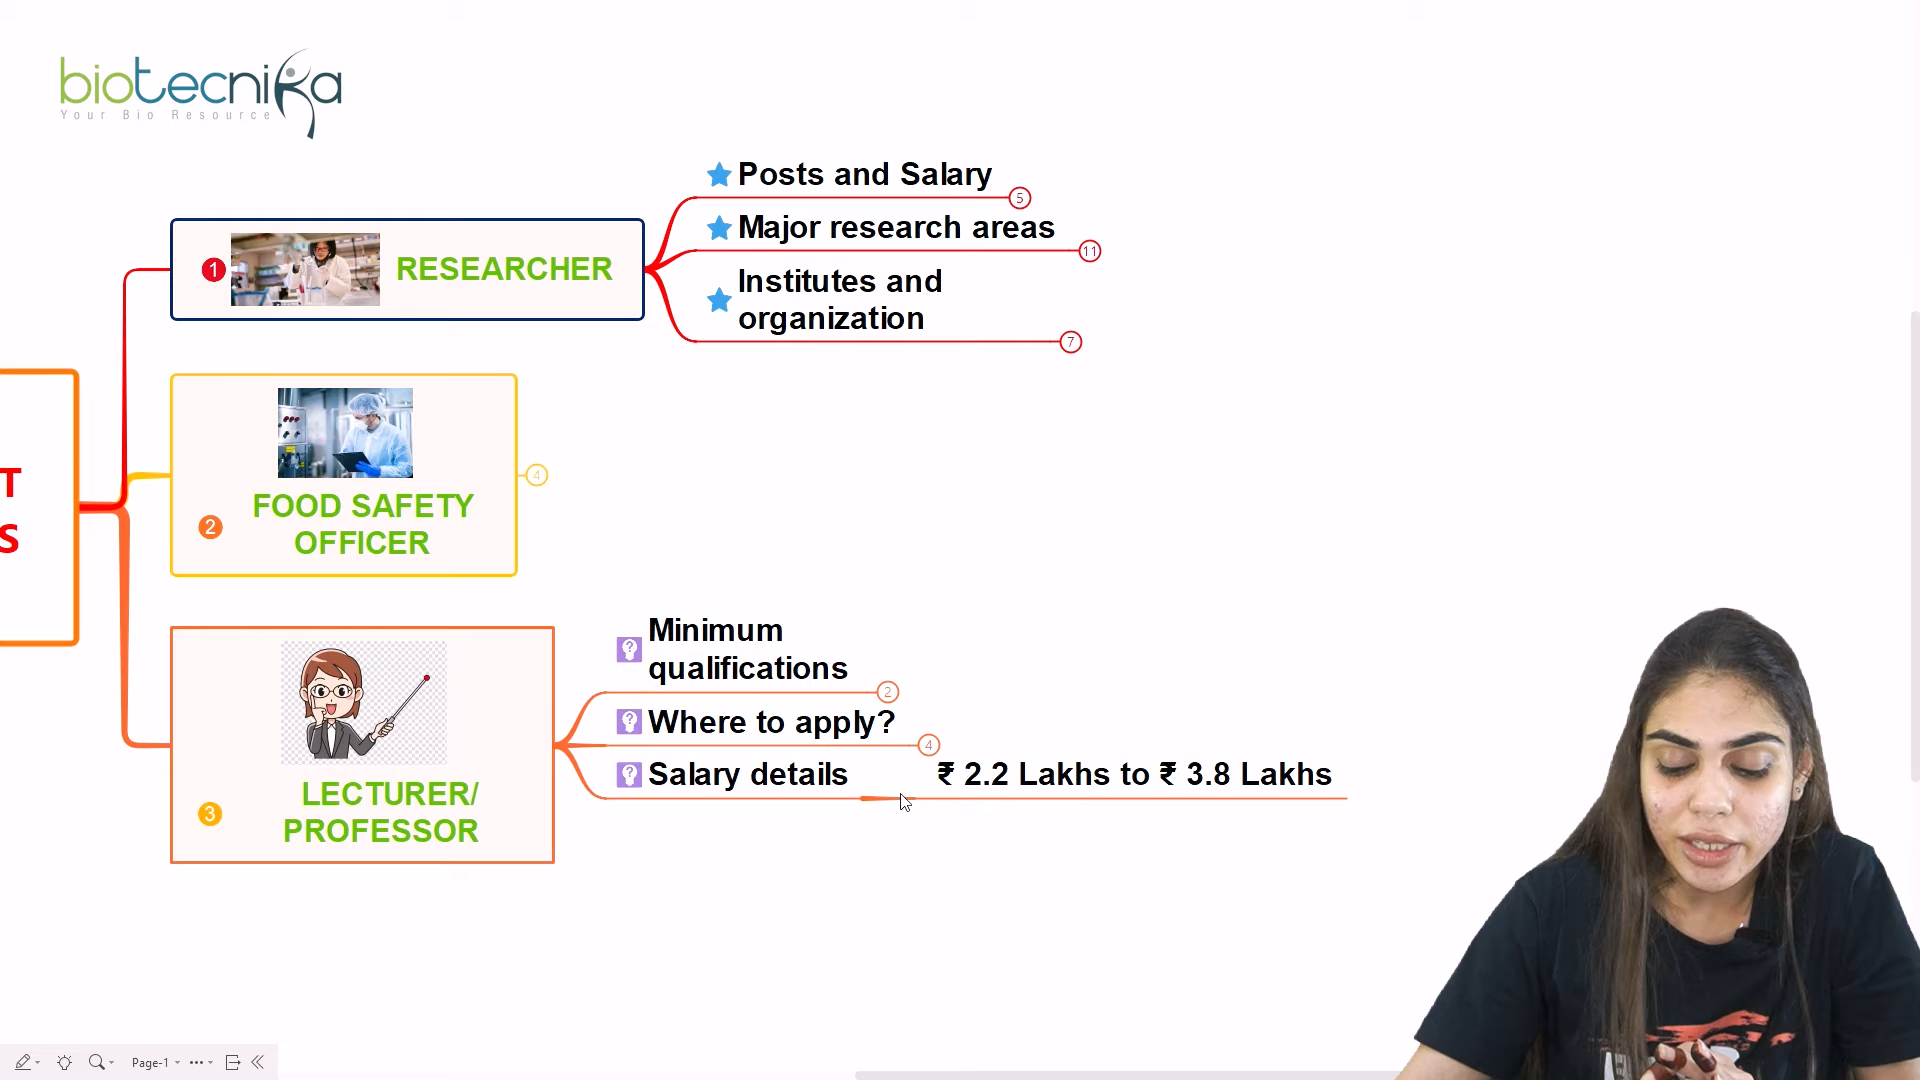 biotecnika
Your Bio Resource
Posts and Salary
5
Major research areas
11
Institutes and
organization
7
1
RESEARCHER
T
S
4
2
FOOD SAFETY
OFFICER
Minimum
qualifications
2
Where to apply?
4
Salary details
₹ 2.2 Lakhs to ₹ 3.8 Lakhs
3
LECTURER/
PROFESSOR
Page-1